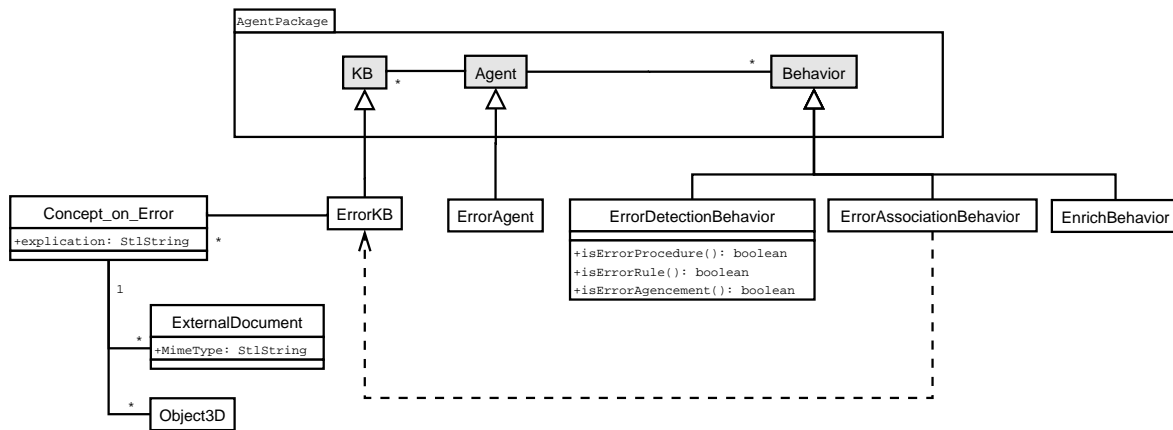 AgentPackage
KB
Agent
Behavior
*
*
Concept_on_Error
+explication: StlString
*
ErrorKB
ErrorAgent
ErrorDetectionBehavior
+isErrorProcedure(): boolean
+isErrorRule(): boolean
+isErrorAgencement(): boolean
ErrorAssociationBehavior
EnrichBehavior
1
ExternalDocument
+MimeType: StlString
*
*
Object3D